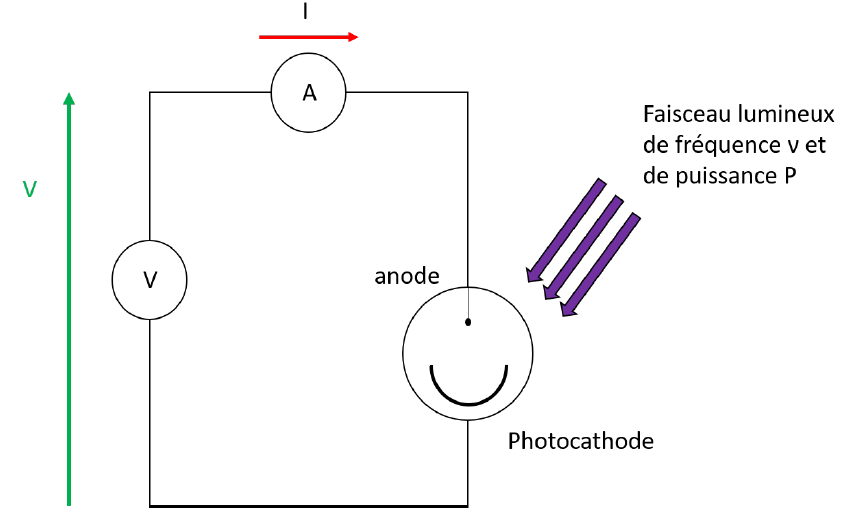 I
A
Faisceau lumineux
de fréquence ν et
de puissance P
V
V
anode
Photocathode